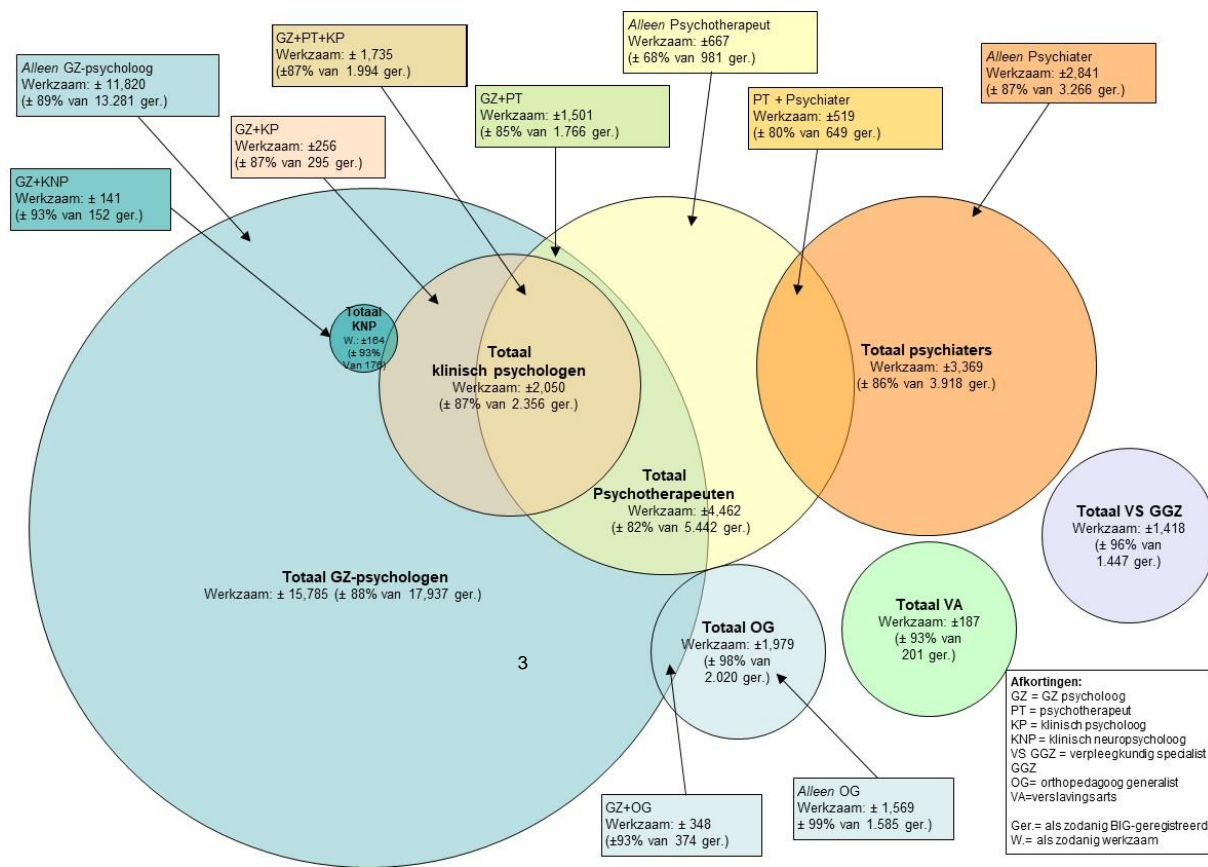 Alleen GZ-psycholoog
Werkzaam: ± 11,820
(± 89% van 13.281 ger.)
GZ+PT+KP
Werkzaam: ± 1,735
(±87% van 1.994 ger.)
Alleen Psychotherapeut
Werkzaam: ±667
(± 68% van 981 ger.)
Alleen Psychiater
Werkzaam: ±2,841
(± 87% van 3.266 ger.)
GZ+KP
Werkzaam: ±256
(± 87% van 295 ger.)
GZ+PT
Werkzaam: ±1,501
(± 85% van 1.766 ger.)
PT + Psychiater
Werkzaam: ±519
(± 80% van 649 ger.)
GZ+KNP
Werkzaam: ± 141
(± 93% van 152 ger.)
Totaal
KNP
W.: ±164
(± 93%
Van 176)
Totaal
klinisch psychologen
Werkzaam: ±2,050
(± 87% van 2.356 ger.)
Totaal psychiaters
Werkzaam: ±3,369
(± 86% van 3.918 ger.)
Totaal
Psychotherapeuten
Werkzaam: ±4,462
(± 82% van 5.442 ger.)
Totaal VS GGZ
Werkzaam: ±1,418
(± 96% van
1.447 ger.)
Totaal GZ-psychologen
Werkzaam: ± 15,785 (± 88% van 17,937 ger.)
3
Totaal OG
Werkzaam: ±1,979
(± 98% van
2.020 ger.)
Totaal VA
Werkzaam: ±187
(± 93% van
201 ger.)
GZ+OG
Werkzaam: ± 348
(±93% van 374 ger.)
Alleen OG
Werkzaam: ± 1,569
± 99% van 1.585 ger.)
Afkortingen:
GZ = GZ psycholoog
PT = psychotherapeut
KP = klinisch psycholoog
KNP = klinisch neuropsycholoog
VS GGZ = verpleegkundig specialist
GGZ
OG= orthopedagoog generalist
VA=verslavingsarts
Ger.= als zodanig BIG-geregistreerd
W.= als zodanig werkzaam